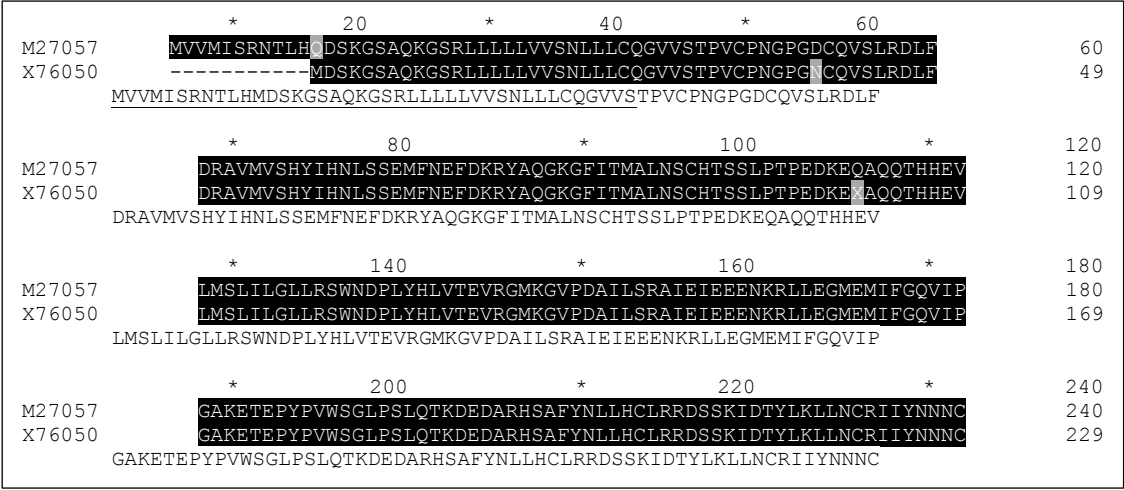 * 20 * 40 * 60
M27057 MVVMISRNTLHQDSKGSAQKGSRLLLLLVVSNLLLCQGVVSTPVCPNGPGDCQVSLRDLF 60
X76050 -----------MDSKGSAQKGSRLLLLLVVSNLLLCQGVVSTPVCPNGPGNCQVSLRDLF 49
MVVMISRNTLHMDSKGSAQKGSRLLLLLVVSNLLLCQGVVSTPVCPNGPGDCQVSLRDLF
* 80 * 100 * 120
M27057 DRAVMVSHYIHNLSSEMFNEFDKRYAQGKGFITMALNSCHTSSLPTPEDKEQAQQTHHEV 120
X76050 DRAVMVSHYIHNLSSEMFNEFDKRYAQGKGFITMALNSCHTSSLPTPEDKEXAQQTHHEV 109
DRAVMVSHYIHNLSSEMFNEFDKRYAQGKGFITMALNSCHTSSLPTPEDKEQAQQTHHEV
* 140 * 160 * 180
M27057 LMSLILGLLRSWNDPLYHLVTEVRGMKGVPDAILSRAIEIEEENKRLLEGMEMIFGQVIP 180
X76050 LMSLILGLLRSWNDPLYHLVTEVRGMKGVPDAILSRAIEIEEENKRLLEGMEMIFGQVIP 169
LMSLILGLLRSWNDPLYHLVTEVRGMKGVPDAILSRAIEIEEENKRLLEGMEMIFGQVIP
* 200 * 220 * 240
M27057 GAKETEPYPVWSGLPSLQTKDEDARHSAFYNLLHCLRRDSSKIDTYLKLLNCRIIYNNNC 240
X76050 GAKETEPYPVWSGLPSLQTKDEDARHSAFYNLLHCLRRDSSKIDTYLKLLNCRIIYNNNC 229
GAKETEPYPVWSGLPSLQTKDEDARHSAFYNLLHCLRRDSSKIDTYLKLLNCRIIYNNNC